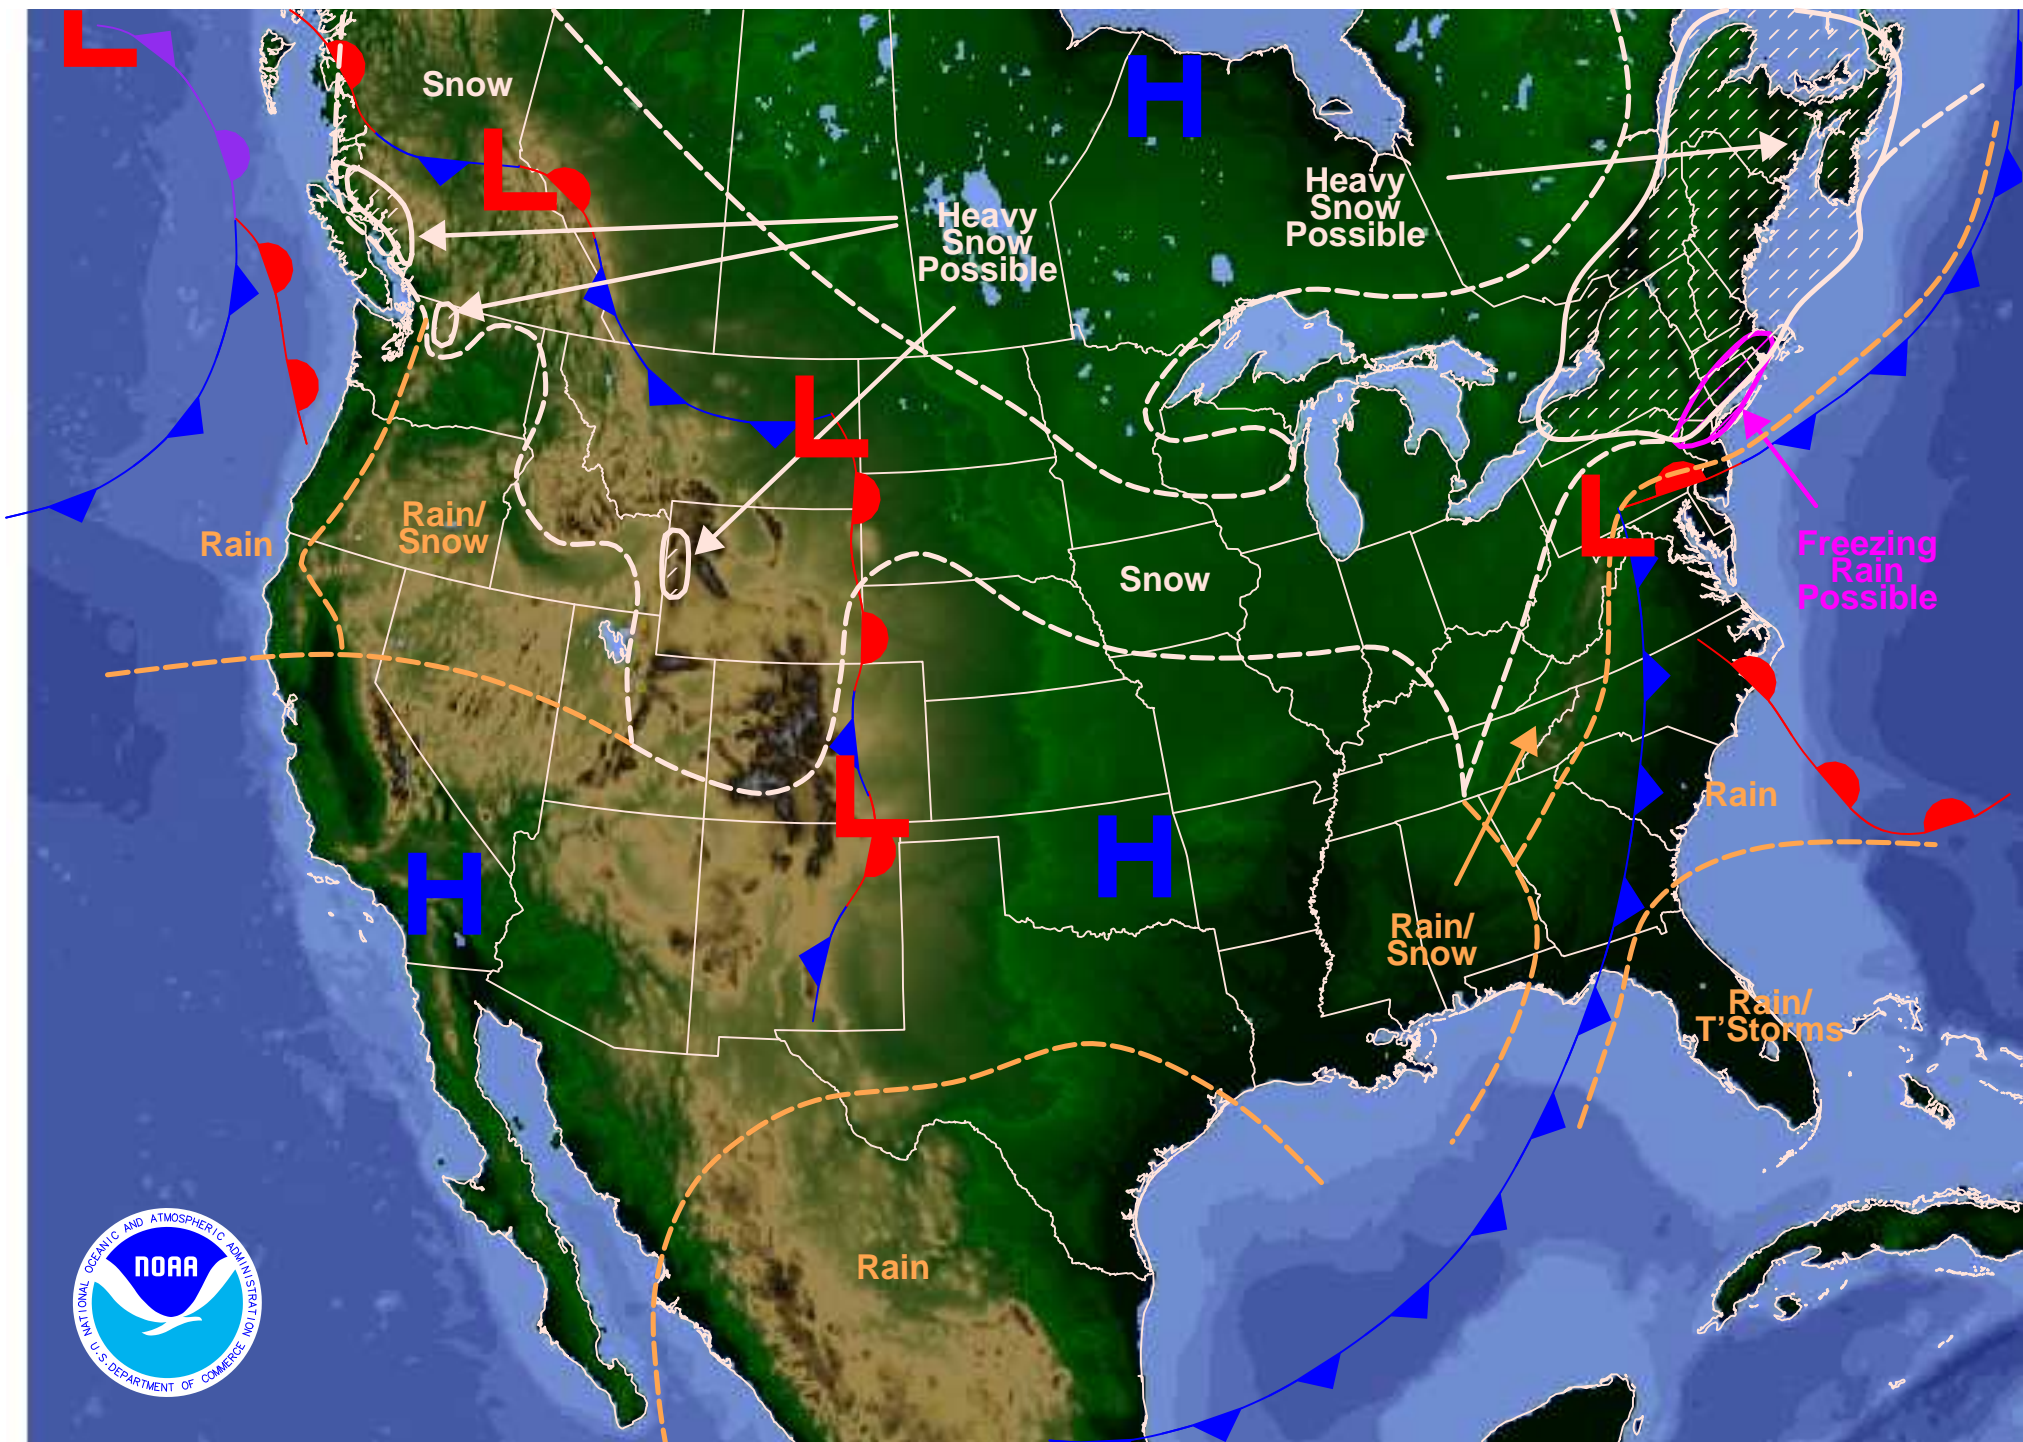 L
Snow
H
L
Heavy
Snow
Possible
Heavy
Snow
Possible
L
Rain
Rain/
Snow
L
Freezing
Rain
Possible
Snow
L
Rain
H
H
Rain/
Snow
Rain/
T'Storms
Rain
NATIONAL OCEANIC AND ATMOSPHERIC ADMINISTRATION
NOAA
U.S. DEPARTMENT OF COMMERCE